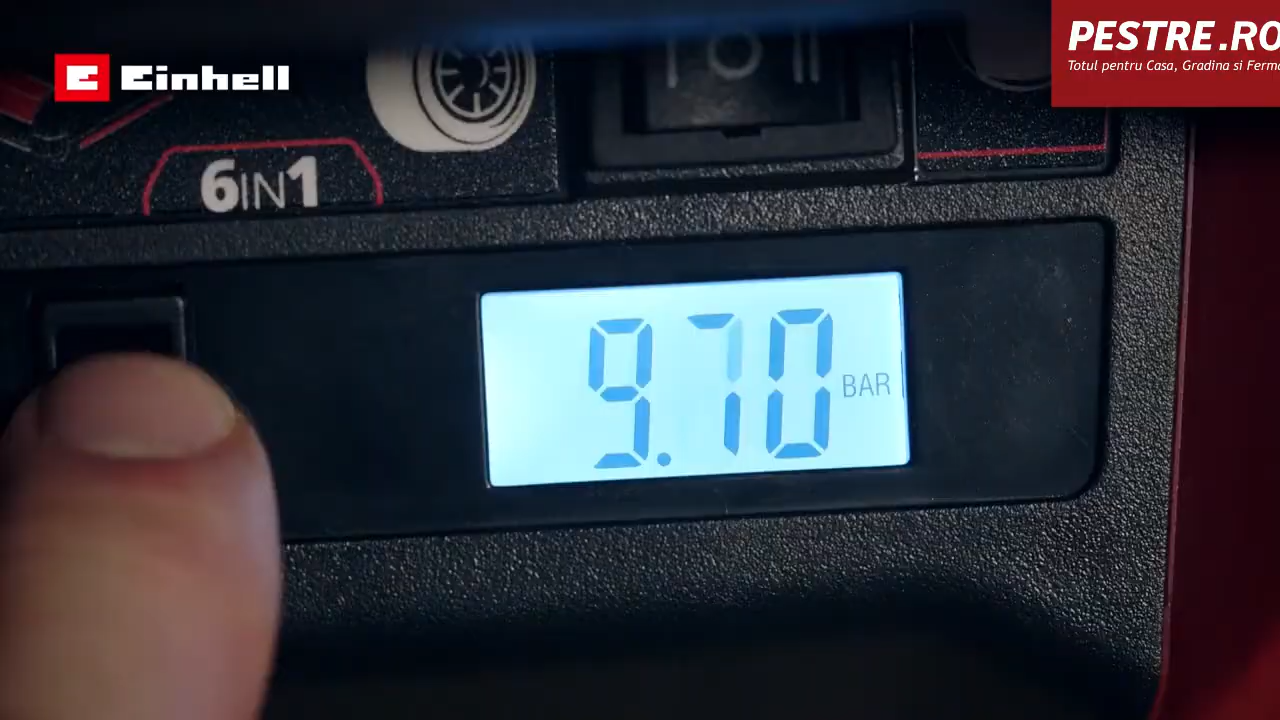 Einhell
PESTRE.RO
Totul pentru Casa, Gradina si Ferma
6IN1
9.70 BAR